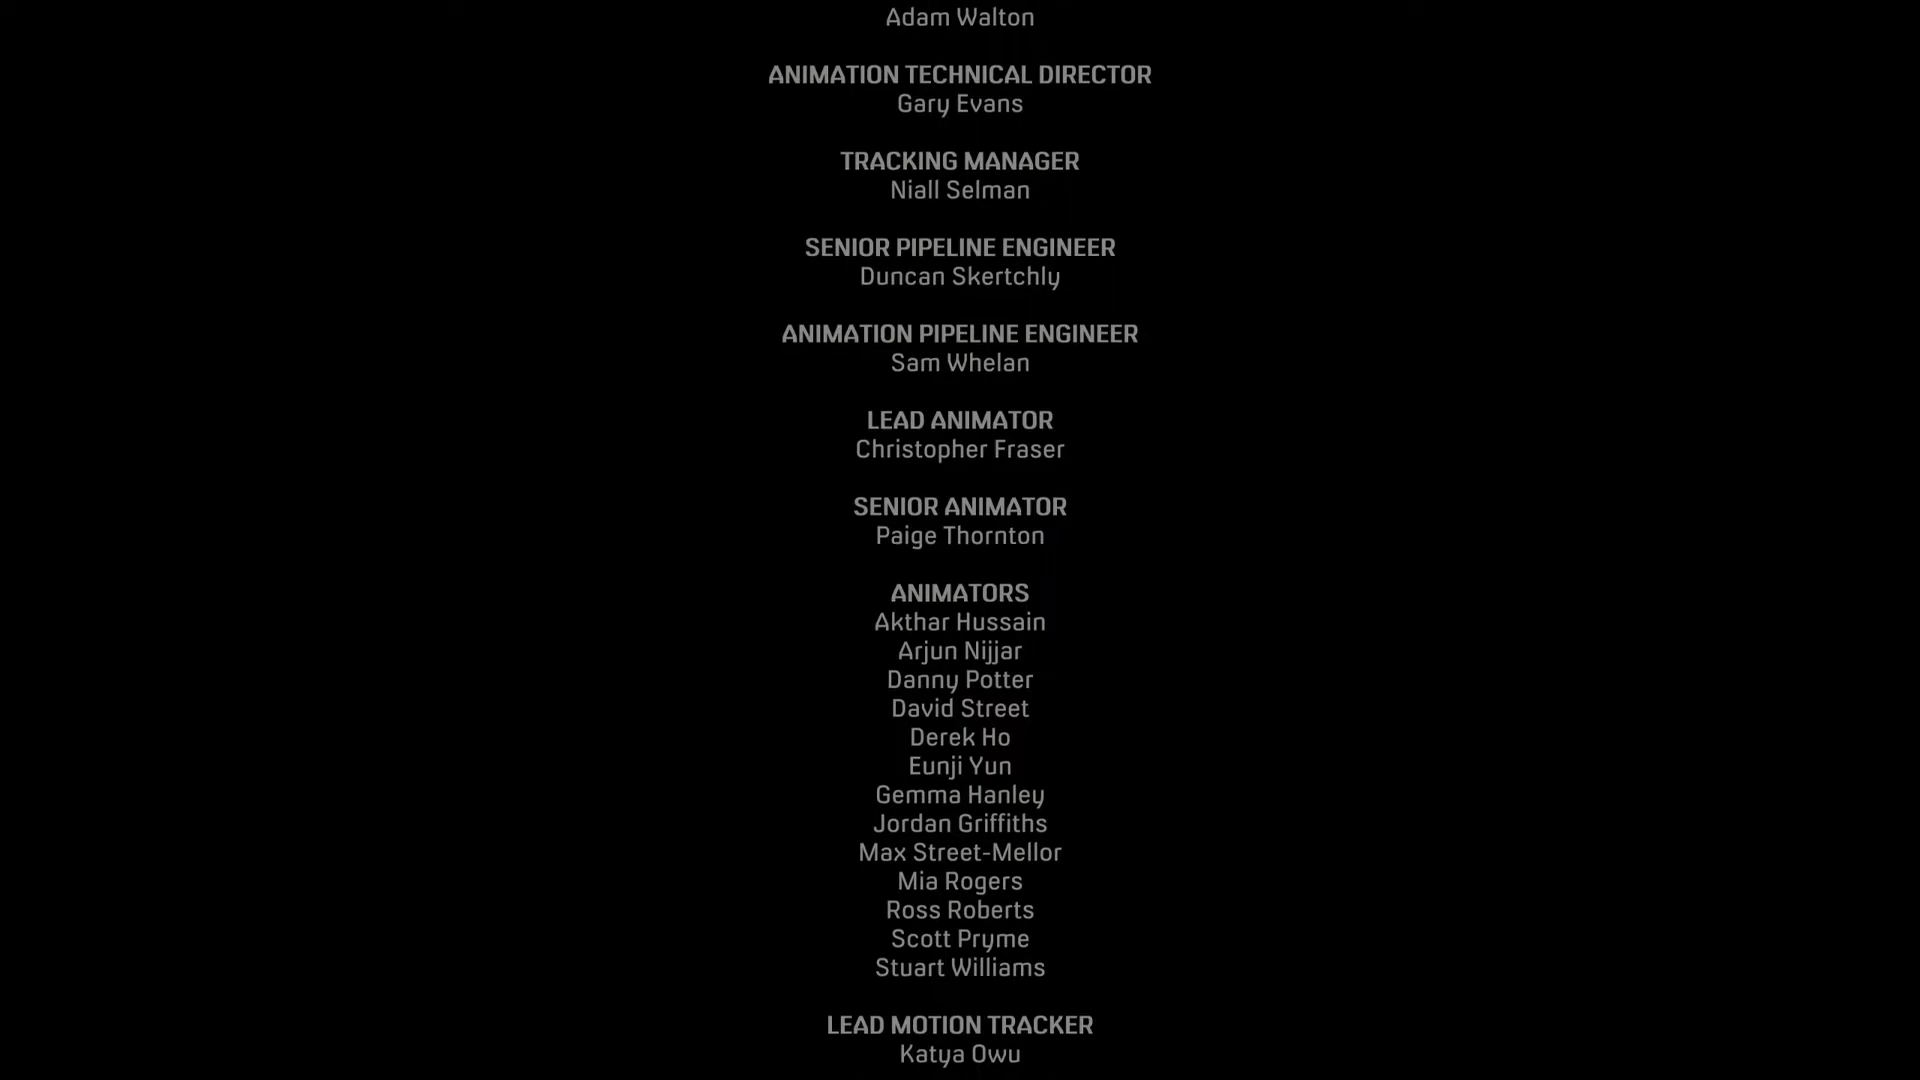 Adam Walton
ANIMATION TECHNICAL DIRECTOR
Gary Evans
TRACKING MANAGER
Niall Selman
SENIOR PIPELINE ENGINEER
Duncan Skertchly
ANIMATION PIPELINE ENGINEER
Sam Whelan
LEAD ANIMATOR
Christopher Fraser
SENIOR ANIMATOR
Paige Thornton
ANIMATORS
Akthar Hussain
Arjun Nijjar
Danny Potter
David Street
Derek Ho
Eunji Yun
Gemma Hanley
Jordan Griffiths
Max Street-Mellor
Mia Rogers
Ross Roberts
Scott Pryme
Stuart Williams
LEAD MOTION TRACKER
Katya Owu